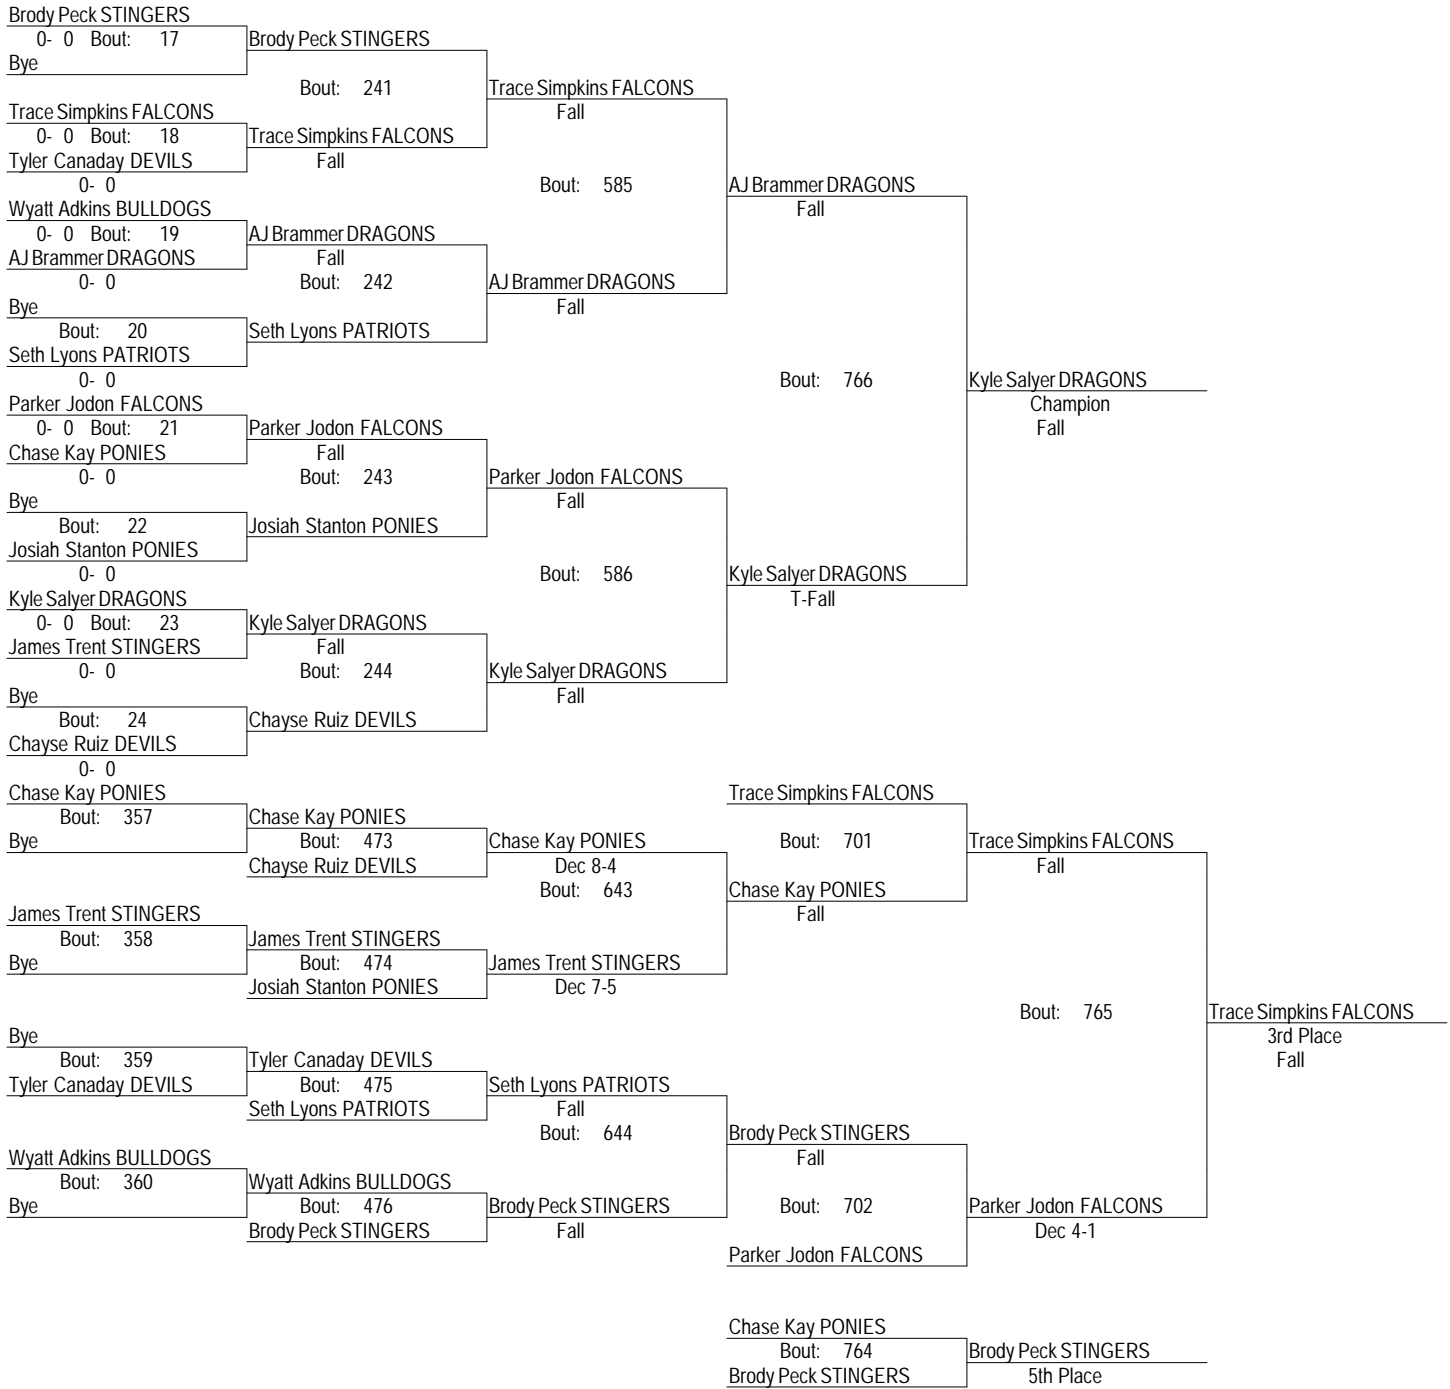 Brody Peck STINGERS
0- 0 Bout: 17 Brody Peck STINGERS
Bye
Bout: 241 Trace Simpkins FALCONS
Trace Simpkins FALCONS Fall
0- 0 Bout: 18 Trace Simpkins FALCONS
Tyler Canaday DEVILS Fall
0- 0 Bout: 585 AJ Brammer DRAGONS
Wyatt Adkins BULLDOGS Fall
0- 0 Bout: 19 AJ Brammer DRAGONS
AJ Brammer DRAGONS Fall
0- 0 Bout: 242 AJ Brammer DRAGONS
Bye Fall
Bout: 20 Seth Lyons PATRIOTS
Seth Lyons PATRIOTS
0- 0 Bout: 766 Kyle Salyer DRAGONS
Parker Jodon FALCONS Champion
0- 0 Bout: 21 Parker Jodon FALCONS Fall
Chase Kay PONIES Fall
0- 0 Bout: 243 Parker Jodon FALCONS
Bye Fall
Bout: 22 Josiah Stanton PONIES
Josiah Stanton PONIES
0- 0 Bout: 586 Kyle Salyer DRAGONS
Kyle Salyer DRAGONS T-Fall
0- 0 Bout: 23 Kyle Salyer DRAGONS
James Trent STINGERS Fall
0- 0 Bout: 244 Kyle Salyer DRAGONS
Bye Fall
Bout: 24 Chayse Ruiz DEVILS
Chayse Ruiz DEVILS
0- 0
Chase Kay PONIES Trace Simpkins FALCONS
Bout: 357 Chase Kay PONIES
Bye Bout: 473 Chase Kay PONIES Bout: 701 Trace Simpkins FALCONS
Chayse Ruiz DEVILS Dec 8-4 Fall
Bout: 643 Chase Kay PONIES
James Trent STINGERS Fall
Bout: 358 James Trent STINGERS
Bye Bout: 474 James Trent STINGERS
Josiah Stanton PONIES Dec 7-5
Bout: 765 Trace Simpkins FALCONS
Bye 3rd Place
Bout: 359 Tyler Canaday DEVILS Fall
Tyler Canaday DEVILS Bout: 475 Seth Lyons PATRIOTS
Seth Lyons PATRIOTS Fall
Bout: 644 Brody Peck STINGERS
Wyatt Adkins BULLDOGS Fall
Bout: 360 Wyatt Adkins BULLDOGS
Bye Bout: 476 Brody Peck STINGERS Bout: 702 Parker Jodon FALCONS
Brody Peck STINGERS Fall Dec 4-1
Parker Jodon FALCONS
Chase Kay PONIES
Bout: 764 Brody Peck STINGERS
Brody Peck STINGERS 5th Place